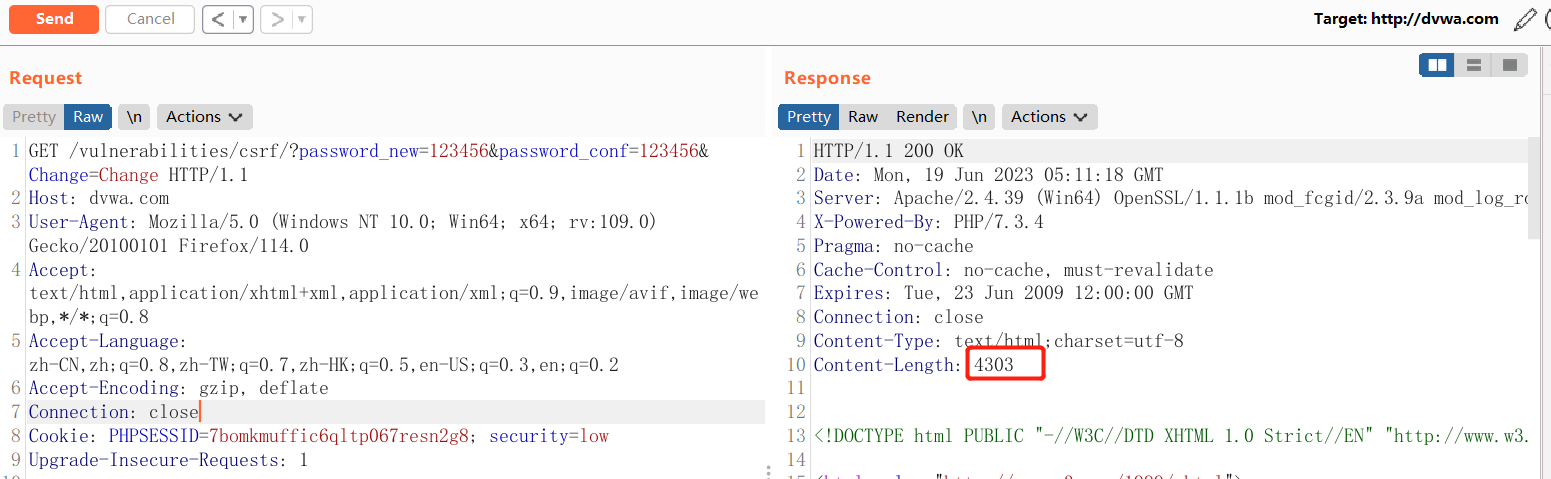 Send
Cancel
<
>
Target: http://dvwa.com
Request
Response
Pretty
Raw
\n
Actions
Pretty
Raw
Render
\n
Actions
1 GET /vulnerabilities/csrf/?password_new=123456&password_conf=123456&
Change=Change HTTP/1.1
2 Host: dvwa.com
3 User-Agent: Mozilla/5.0 (Windows NT 10.0; Win64; x64; rv:109.0)
Gecko/20100101 Firefox/114.0
4 Accept:
text/html,application/xhtml+xml,application/xml;q=0.9,image/avif,image/we
bp,*/*;q=0.8
5 Accept-Language:
zh-CN,zh;q=0.8,zh-TW;q=0.7,zh-HK;q=0.5,en-US;q=0.3,en;q=0.2
6 Accept-Encoding: gzip, deflate
7 Connection: close
8 Cookie: PHPSESSID=7bomkmuffic6qltp067resn2g8; security=low
9 Upgrade-Insecure-Requests: 1
1 HTTP/1.1 200 OK
2 Date: Mon, 19 Jun 2023 05:11:18 GMT
3 Server: Apache/2.4.39 (Win64) OpenSSL/1.1.1b mod_fcgid/2.3.9a mod_log_
4 X-Powered-By: PHP/7.3.4
5 Pragma: no-cache
6 Cache-Control: no-cache, must-revalidate
7 Expires: Tue, 23 Jun 2009 12:00:00 GMT
8 Connection: close
9 Content-Type: text/html;charset=utf-8
10 Content-Length: 4303
11
12
13 <!DOCTYPE html PUBLIC "-//W3C//DTD XHTML 1.0 Strict//EN" "http://www.w3.
14